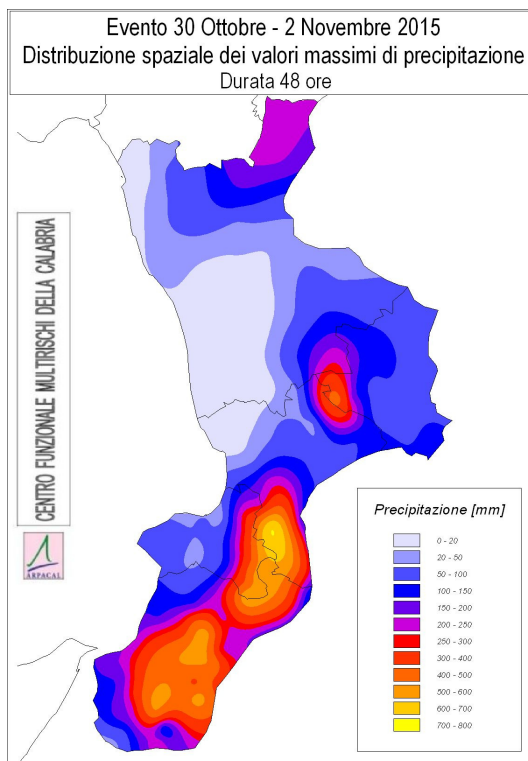 Evento 30 Ottobre - 2 Novembre 2015
Distribuzione spaziale dei valori massimi di precipitazione
Durata 48 ore
CENTRO FUNZIONALE MULTIRISCHI DELLA CALABRIA
ARPACAL
Precipitazione [mm]
0 - 20
20 - 50
50 - 100
100 - 150
150 - 200
200 - 250
250 - 300
300 - 400
400 - 500
500 - 600
600 - 700
700 - 800